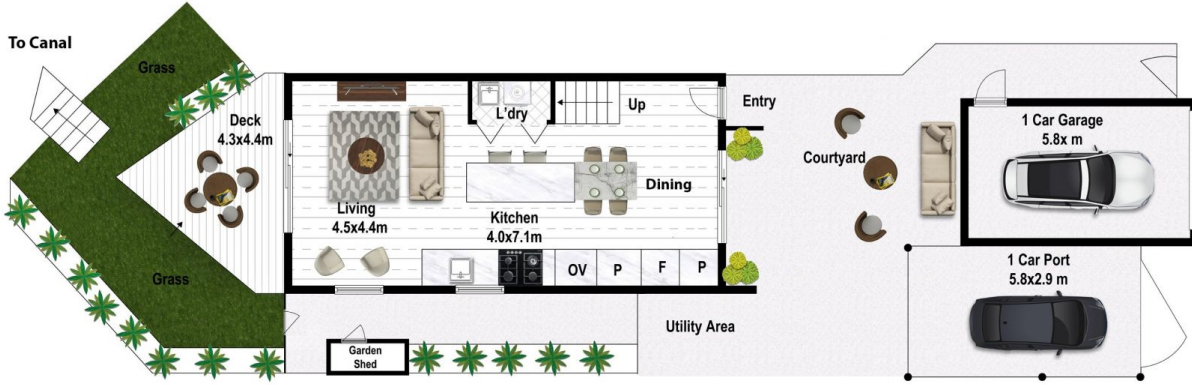 To Canal
Grass
Deck
4.3x4.4m
L'dry
Up
Entry
1 Car Garage
5.8x m
Courtyard
Living
4.5x4.4m
Dining
Kitchen
4.0x7.1m
OV P F P
Grass
1 Car Port
5.8x2.9 m
Utility Area
Garden
Shed